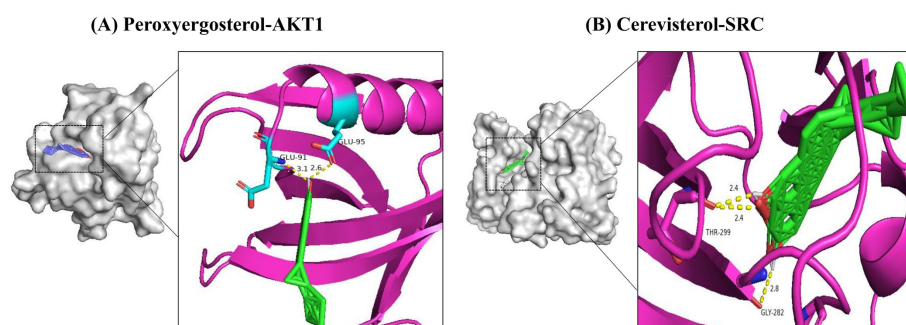 (A) Peroxyergosterol-AKT1
(B) Cerevisterol-SRC
GLU-95
GLU-91
3.1
2.6
2.4
2.4
THR-299
2.8
GLY-282